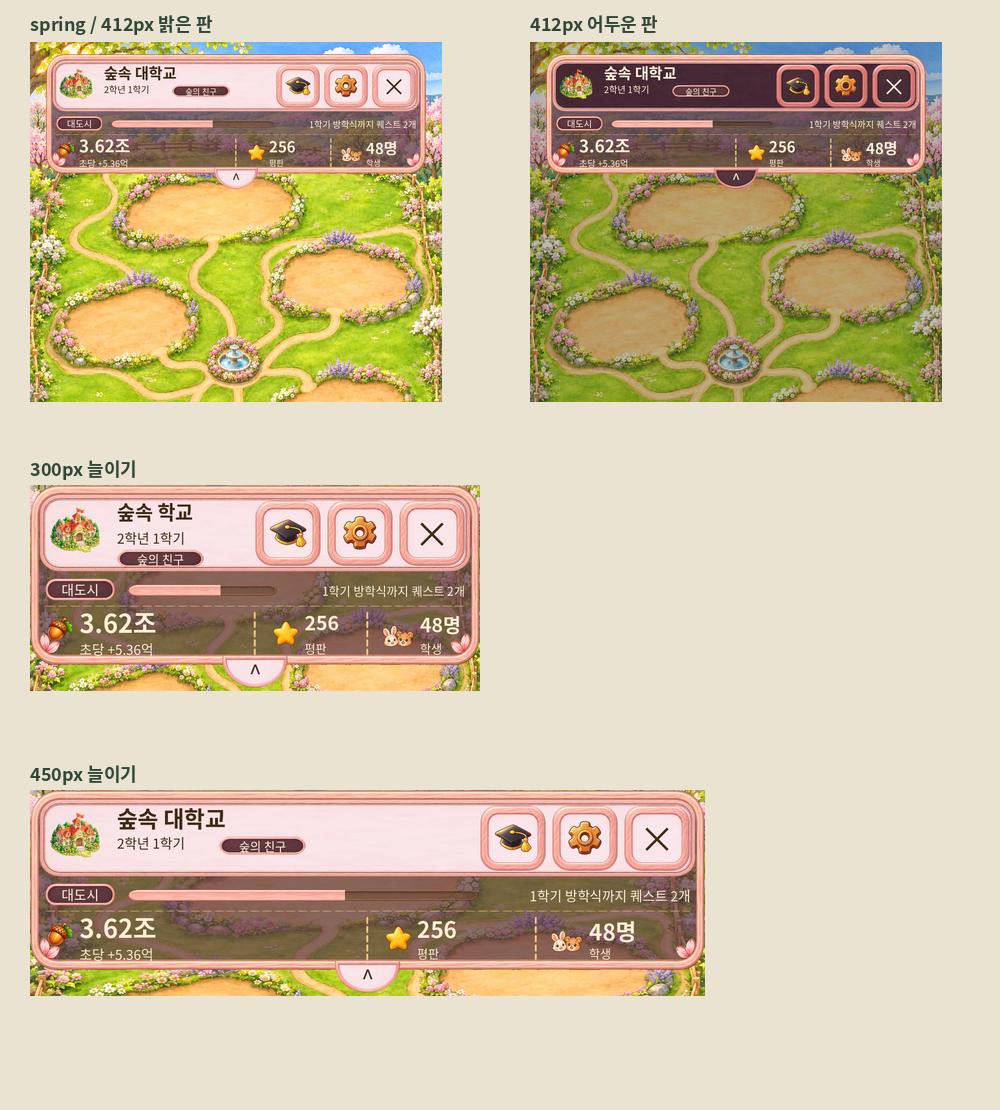 spring / 412px 밝은 판
숲속 대학교
2학년 1학기
숲의 친구
대도시
1학기 방학식까지 퀘스트 2개
3.62조
초당 +5.36억
256
평판
48명
학생
412px 어두운 판
숲속 대학교
2학년 1학기
숲의 친구
대도시
1학기 방학식까지 퀘스트 2개
3.62조
초당 +5.36억
256
평판
48명
학생
300px 늘이기
숲속 학교
2학년 1학기
숲의 친구
대도시
1학기 방학식까지 퀘스트 2개
3.62조
초당 +5.36억
256
평판
48명
학생
450px 늘이기
숲속 대학교
2학년 1학기
숲의 친구
대도시
1학기 방학식까지 퀘스트 2개
3.62조
초당 +5.36억
256
평판
48명
학생